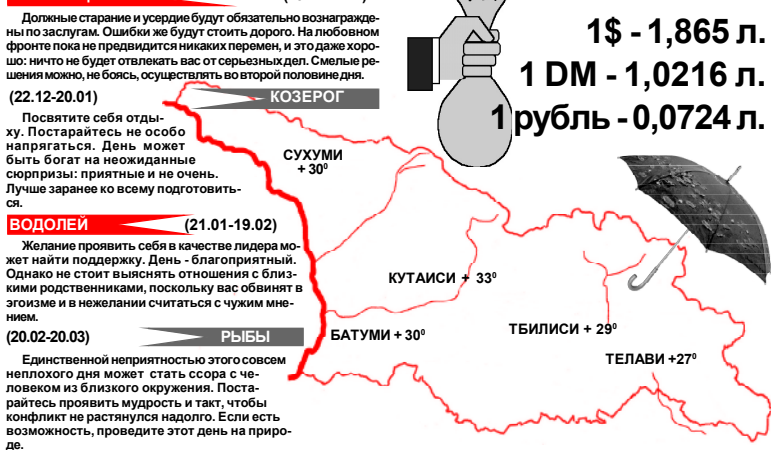 Должные старание и усердие будут обязательно вознагражде-
ны по заслугам. Ошибки же будут стоить дорого. На любовном
фронте пока не предвидится никаких перемен, и это даже хоро-
шо: ничто не будет отвлекать вас от серьезных дел. Смелые ре-
шения можно, не боясь, осуществлять во второй половине дня.
(22.12-20.01) КОЗЕРОГ
Посвятите себя отды-
ху. Постарайтесь не особо
напрягаться. День может
быть богат на неожиданные
сюрпризы: приятные и не очень.
Лучше заранее ко всему подготовить-
ся.
ВОДОЛЕЙ (21.01-19.02)
Желание проявить себя в качестве лидера мо-
жет найти поддержку. День - благоприятный.
Однако не стоит выяснять отношения с близ-
кими родственниками, поскольку вас обвинят в
эгоизме и в нежелании считаться с чужим мне-
нием.
(20.02-20.03) РЫБЫ
Единственной неприятностью этого совсем
неплохого дня может стать ссора с че-
ловеком из близкого окружения. Поста-
райтесь проявить мудрость и такт, чтобы
конфликт не растянулся надолго. Если есть
возможность, проведите этот день на приро-
де.
1$ - 1,865 л.
1 DM - 1,0216 л.
1 рубль - 0,0724 л.
СУХУМИ
+ 30⁰
КУТАИСИ + 33⁰
БАТУМИ + 30⁰
ТБИЛИСИ + 29⁰
ТЕЛАВИ +27⁰